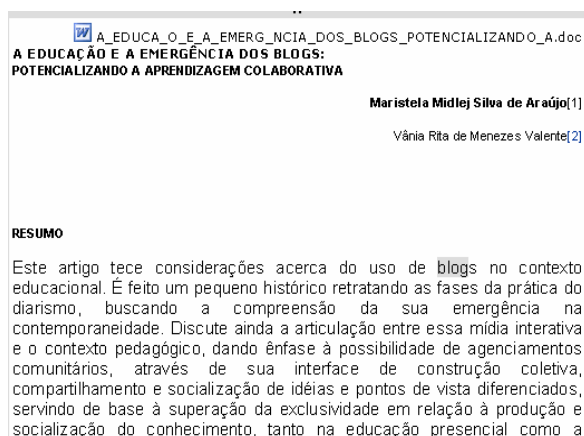 A_EDUCA_O_E_A_EMERG_NCIA_DOS_BLOGS_POTENCIALIZANDO_A.doc
A EDUCAÇÃO E A EMERGÊNCIA DOS BLOGS:
POTENCIALIZANDO A APRENDIZAGEM COLABORATIVA
Maristela Midlej Silva de Araújo[1]
Vânia Rita de Menezes Valente[2]
RESUMO
Este artigo tece considerações acerca do uso de blogs no contexto
educacional. É feito um pequeno histórico retratando as fases da prática do
diarismo, buscando a compreensão da sua emergência na
contemporaneidade. Discute ainda a articulação entre essa mídia interativa
e o contexto pedagógico, dando ênfase à possibilidade de agenciamentos
comunitários, através de sua interface de construção coletiva,
compartilhamento e socialização de idéias e pontos de vista diferenciados,
servindo de base à superação da exclusividade em relação à produção e
socialização do conhecimento, tanto na educação presencial como a